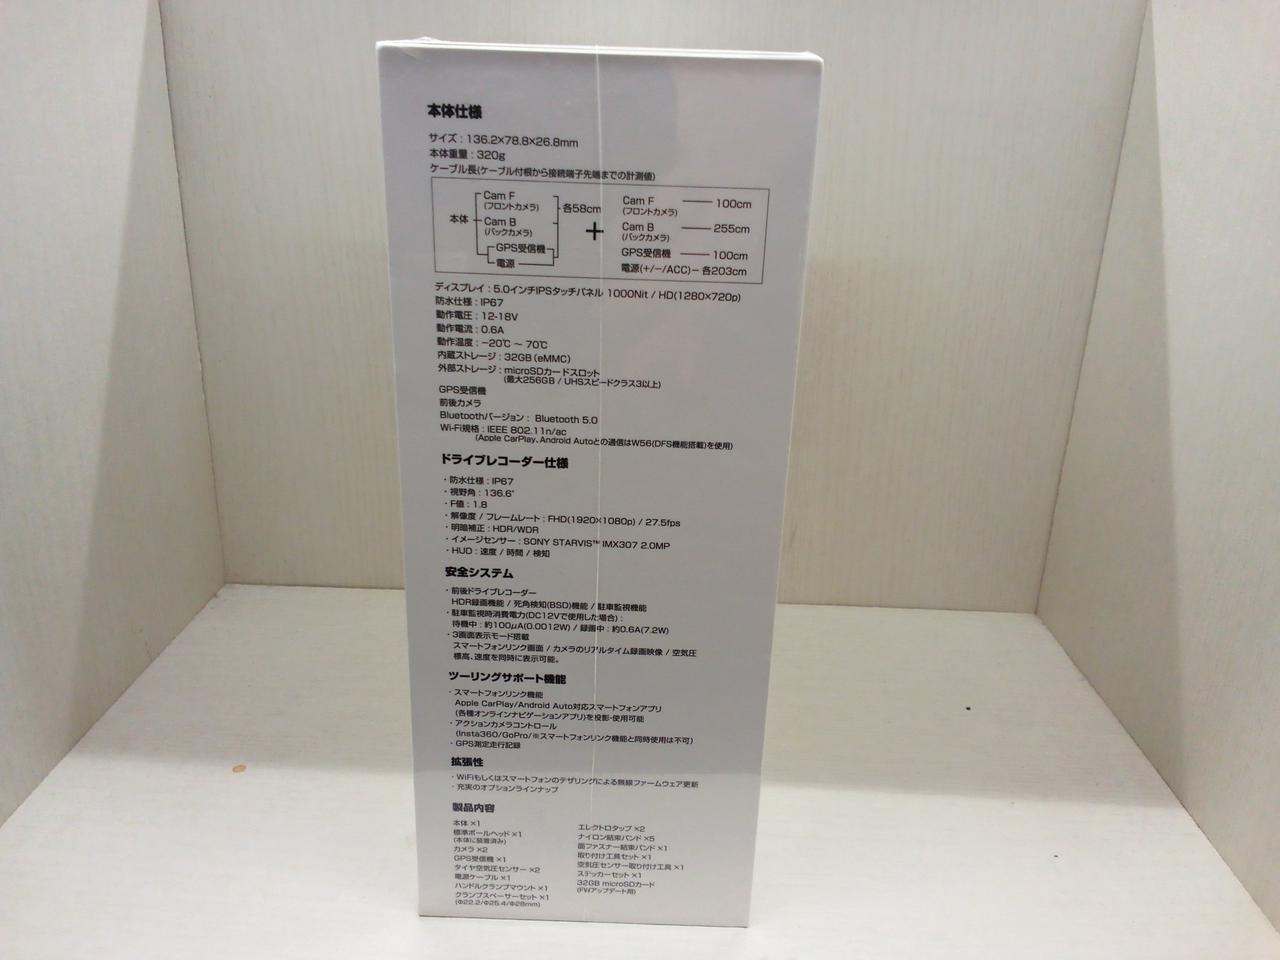 本体仕様
サイズ : 136.2×78.8×26.8mm
本体重量 : 320g
ケーブル長(ケーブル付根から接続端子先端までの計測値)
本体
Cam F
(フロントカメラ)
Cam B
(バックカメラ)
GPS受信機
電源
各58cm
+
Cam F 100cm
(フロントカメラ)
Cam B 255cm
(バックカメラ)
GPS受信機 100cm
電源(+/−/ACC) 各203cm
ディスプレイ : 5.0インチIPSタッチパネル 1000Nit / HD(1280×720p)
防水仕様 : IP67
動作電圧 : 12-18V
動作電流 : 0.6A
動作温度 : −20℃ ～ 70℃
内蔵ストレージ : 32GB (eMMC)
外部ストレージ : microSDカードスロット
(最大256GB / UHSスピードクラス3以上)
GPS受信機
前後カメラ
Bluetoothバージョン : Bluetooth 5.0
Wi-Fi規格 : IEEE 802.11n/ac
(Apple CarPlay、Android Autoとの通信はW56(DFS機能搭載)を使用)
ドライブレコーダー仕様
・防水仕様 : IP67
・視野角 : 136.6°
・F値 : 1.8
・解像度 / フレームレート : FHD(1920×1080p) / 27.5fps
・明暗補正 : HDR/WDR
・イメージセンサー : SONY STARVIS™ IMX307 2.0MP
・HUD : 速度 / 時間 / 検知
安全システム
・前後ドライブレコーダー
HDR録画機能 / 死角検知(BSD)機能 / 駐車監視機能
・駐車監視時消費電力(DC12Vで使用した場合) :
待機中 : 約100μA(0.0012W) / 録画中 : 約0.6A(7.2W)
・3画面表示モード搭載
スマートフォンリンク画面 / カメラのリアルタイム録画映像 / 空気圧
標高、速度を同時に表示可能。
ツーリングサポート機能
・スマートフォンリンク機能
Apple CarPlay/Android Auto対応スマートフォンアプリ
(各種オンラインナビゲーションアプリ)を投影・使用可能
・アクションカメラコントロール
(Insta360/GoPro/※スマートフォンリンク機能と同時使用は不可)
・GPS測定走行記録
拡張性
・WiFiもしくはスマートフォンのテザリングによる無線ファームウェア更新
・充実のオプションラインナップ
製品内容
本体 ×1
標準ボールヘッド ×1
(本体に装着済み)
カメラ ×2
GPS受信機 ×1
タイヤ空気圧センサー ×2
電源ケーブル ×1
ハンドルクランプマウント ×1
クランプスペーサーセット ×1
(Φ22.2/Φ25.4/Φ28mm)
エレクトロタップ ×2
ナイロン結束バンド ×5
面ファスナー結束バンド ×1
取り付け工具セット ×1
空気圧センサー取り付け工具 ×1
ステッカーセット ×1
32GB microSDカード
(FWアップデート用)